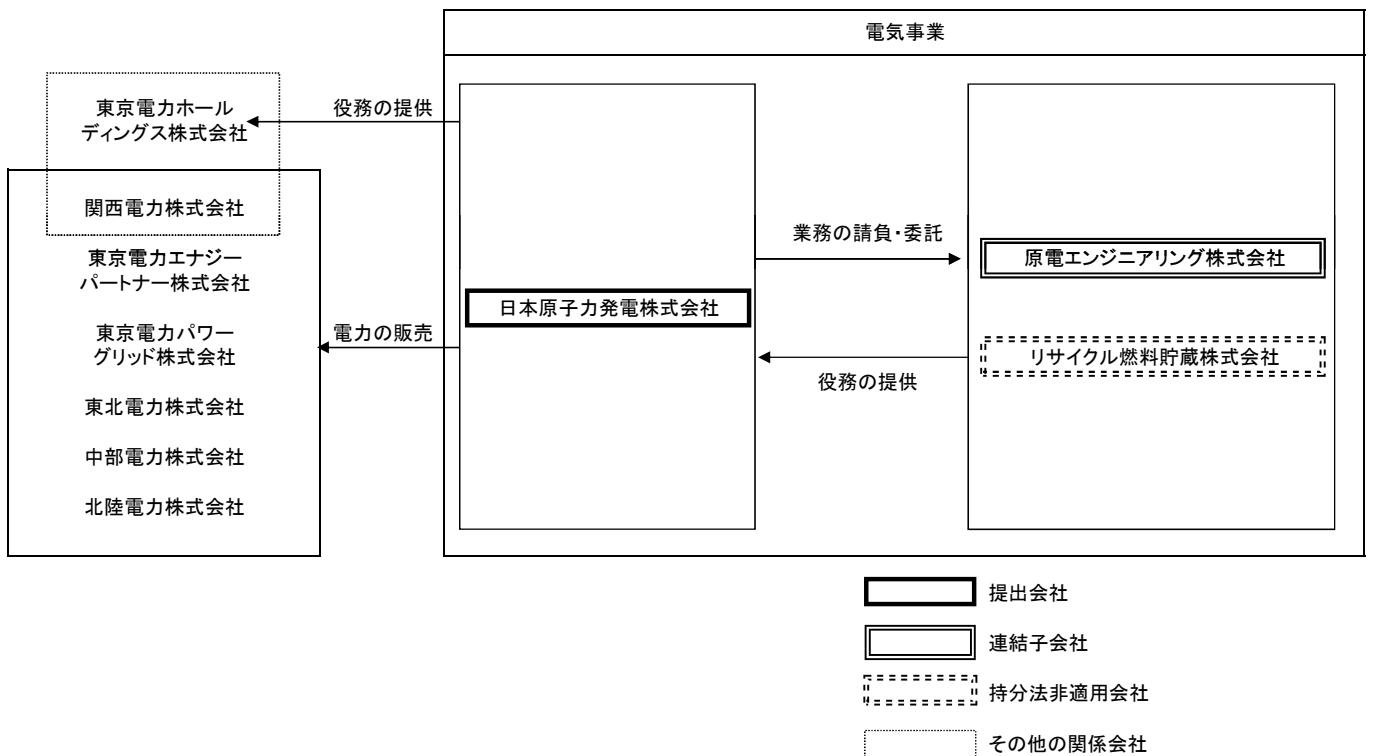 電気事業
東京電力ホール
ディングス株式会社
役務の提供
関西電力株式会社
東京電力エナジー
パートナー株式会社
東京電力パワー
グリッド株式会社
東北電力株式会社
中部電力株式会社
北陸電力株式会社
電力の販売
日本原子力発電株式会社
業務の請負・委託
役務の提供
原電エンジニアリング株式会社
リサイクル燃料貯蔵株式会社
提出会社
連結子会社
持分法非適用会社
その他の関係会社